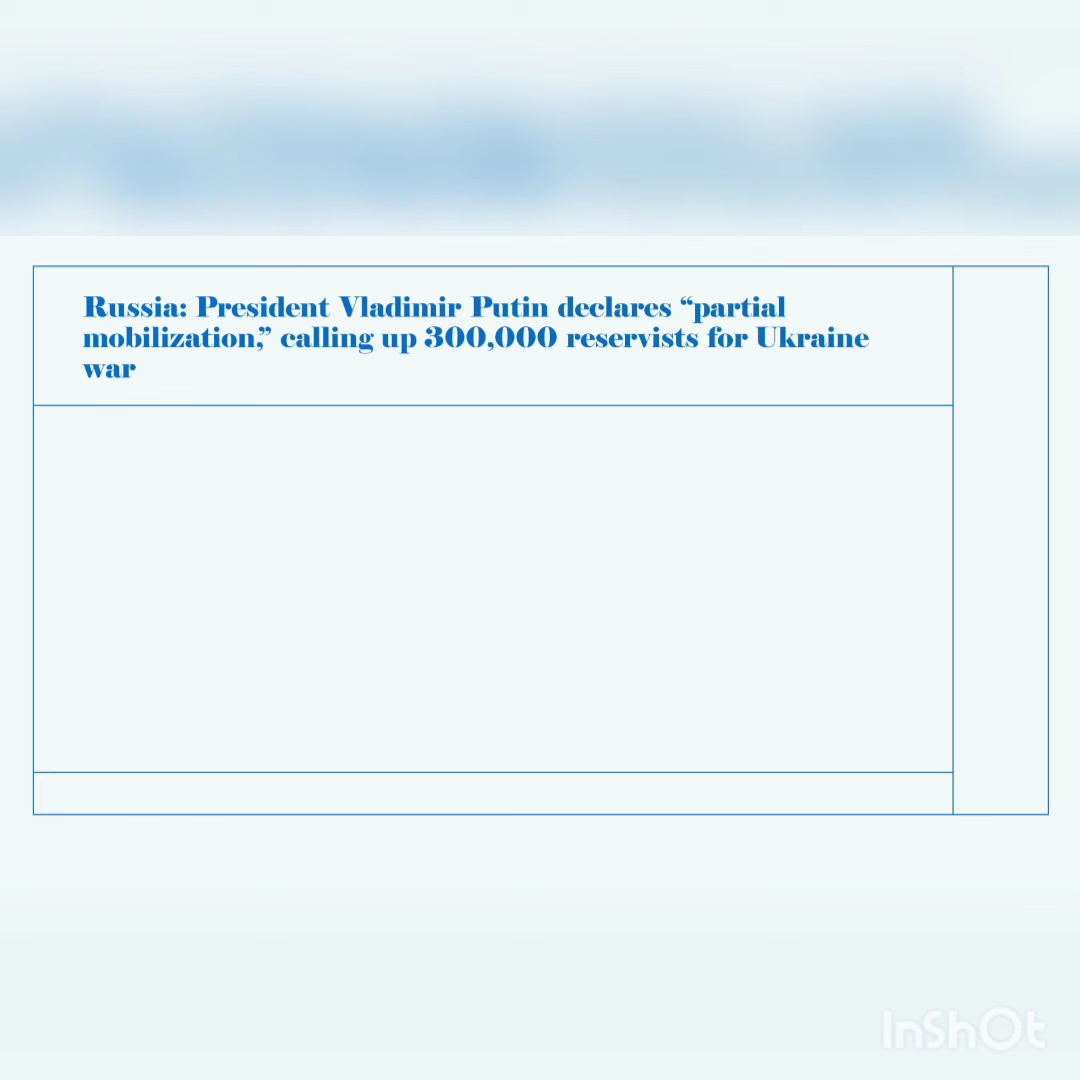 Russia: President Vladimir Putin declares “partial
mobilization,” calling up 300,000 reservists for Ukraine
war
InShOt